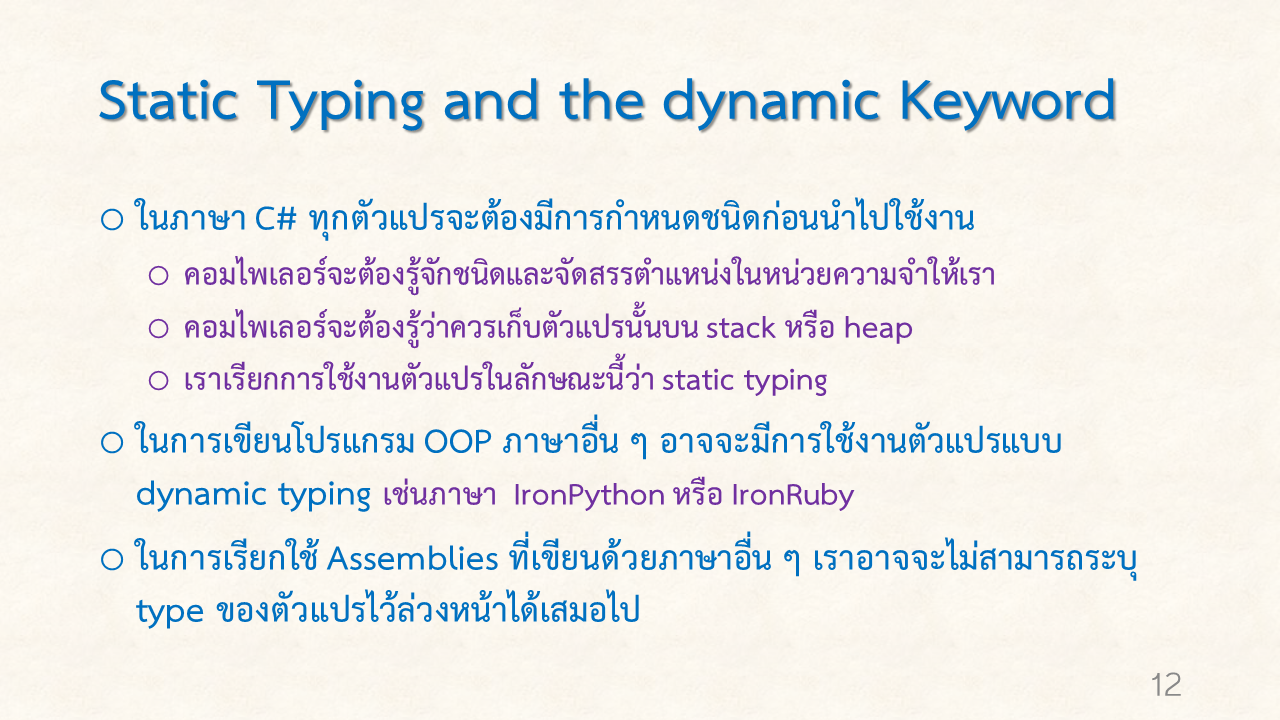 Static Typing and the dynamic Keyword
ในภาษา C# ทุกตัวแปรจะต้องมีการกำหนดชนิดก่อนนำไปใช้งาน
คอมไพเลอร์จะต้องรู้จักชนิดและจัดสรรตำแหน่งในหน่วยความจำให้เรา
คอมไพเลอร์จะต้องรู้ว่าควรเก็บตัวแปรนั้นบน stack หรือ heap
เราเรียกการใช้งานตัวแปรในลักษณะนี้ว่า static typing
ในการเขียนโปรแกรม OOP ภาษาอื่น ๆ อาจจะมีการใช้งานตัวแปรแบบ
dynamic typing เช่นภาษา IronPython หรือ IronRuby
ในการเรียกใช้ Assemblies ที่เขียนด้วยภาษาอื่น ๆ เราอาจจะไม่สามารถระบุ
type ของตัวแปรไว้ล่วงหน้าได้เสมอไป
12